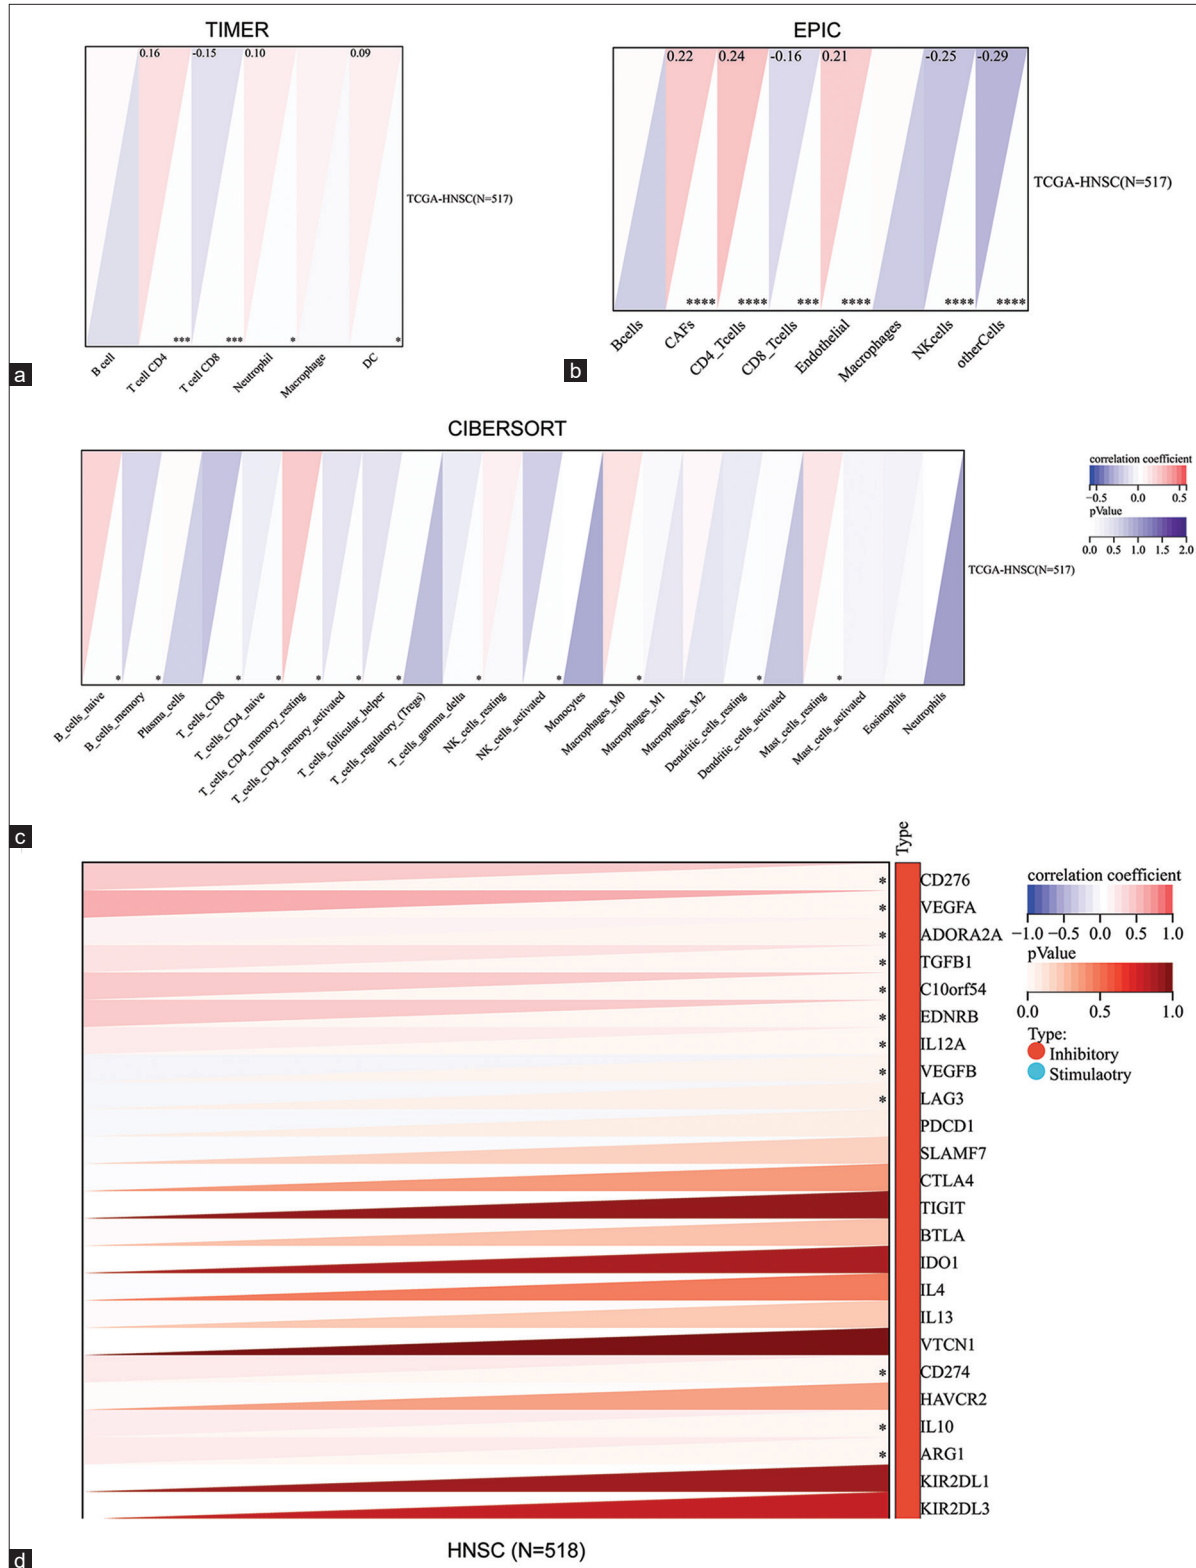 TIMER
0.16 -0.15 0.10 0.09
TCGA-HNSC(N=517)
*** *** * *
B cell
T cell CD4
T cell CD8
Neutrophil
Macrophage
DC
a
EPIC
0.22 0.24 -0.16 0.21 -0.25 -0.29
TCGA-HNSC(N=517)
**** **** *** **** **** ****
Bcells
CAFs
CD4_Tcells
CD8_Tcells
Endothelial
Macrophages
NKcells
otherCells
b
CIBERSORT
correlation coefficient
−0.5 0.0 0.5
pValue
0.0 0.5 1.0 1.5 2.0
TCGA-HNSC(N=517)
* * * * * * * * * * * *
B_cells_naive
B_cells_memory
Plasma_cells
T_cells_CD8
T_cells_CD4_naive
T_cells_CD4_memory_resting
T_cells_CD4_memory_activated
T_cells_follicular_helper
T_cells_regulatory_(Tregs)
T_cells_gamma_delta
NK_cells_resting
NK_cells_activated
Monocytes
Macrophages_M0
Macrophages_M1
Macrophages_M2
Dendritic_cells_resting
Dendritic_cells_activated
Mast_cells_resting
Mast_cells_activated
Eosinophils
Neutrophils
c
Type
* CD276
* VEGFA
* ADORA2A
* TGFB1
* C10orf54
* EDNRB
* IL12A
* VEGFB
* LAG3
PDCD1
SLAMF7
CTLA4
TIGIT
BTLA
IDO1
IL4
IL13
VTCN1
* CD274
HAVCR2
* IL10
* ARG1
KIR2DL1
KIR2DL3
correlation coefficient
−1.0 −0.5 0.0 0.5 1.0
pValue
0.0 0.5 1.0
Type:
Inhibitory
Stimulaotry
HNSC (N=518)
d